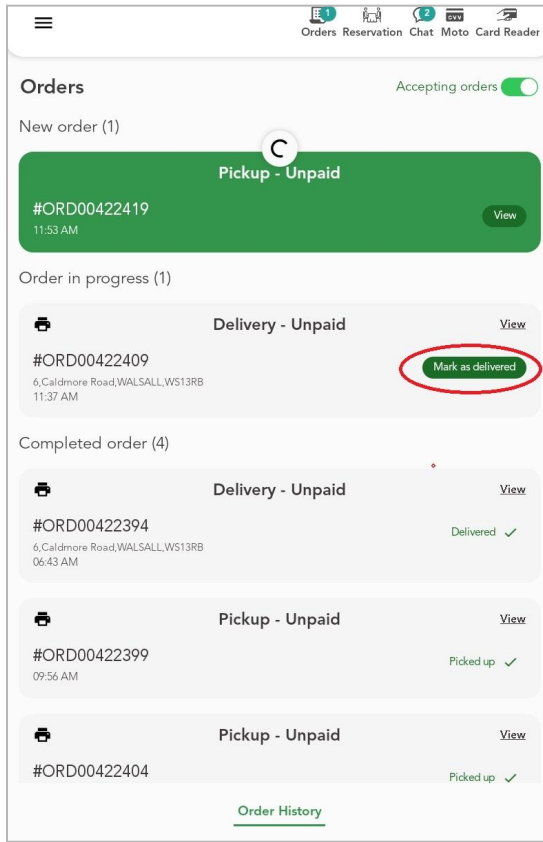 1
2
CVV
Orders Reservation Chat Moto Card Reader
Orders
Accepting orders
New order (1)
Pickup - Unpaid
#ORD00422419
View
11:53 AM
Order in progress (1)
Delivery - Unpaid
View
#ORD00422409
Mark as delivered
6,Caldmore Road,WALSALL,WS13RB
11:37 AM
Completed order (4)
Delivery - Unpaid
View
#ORD00422394
Delivered
6,Caldmore Road,WALSALL,WS13RB
06:43 AM
Pickup - Unpaid
View
#ORD00422399
Picked up
09:56 AM
Pickup - Unpaid
View
#ORD00422404
Picked up
Order History